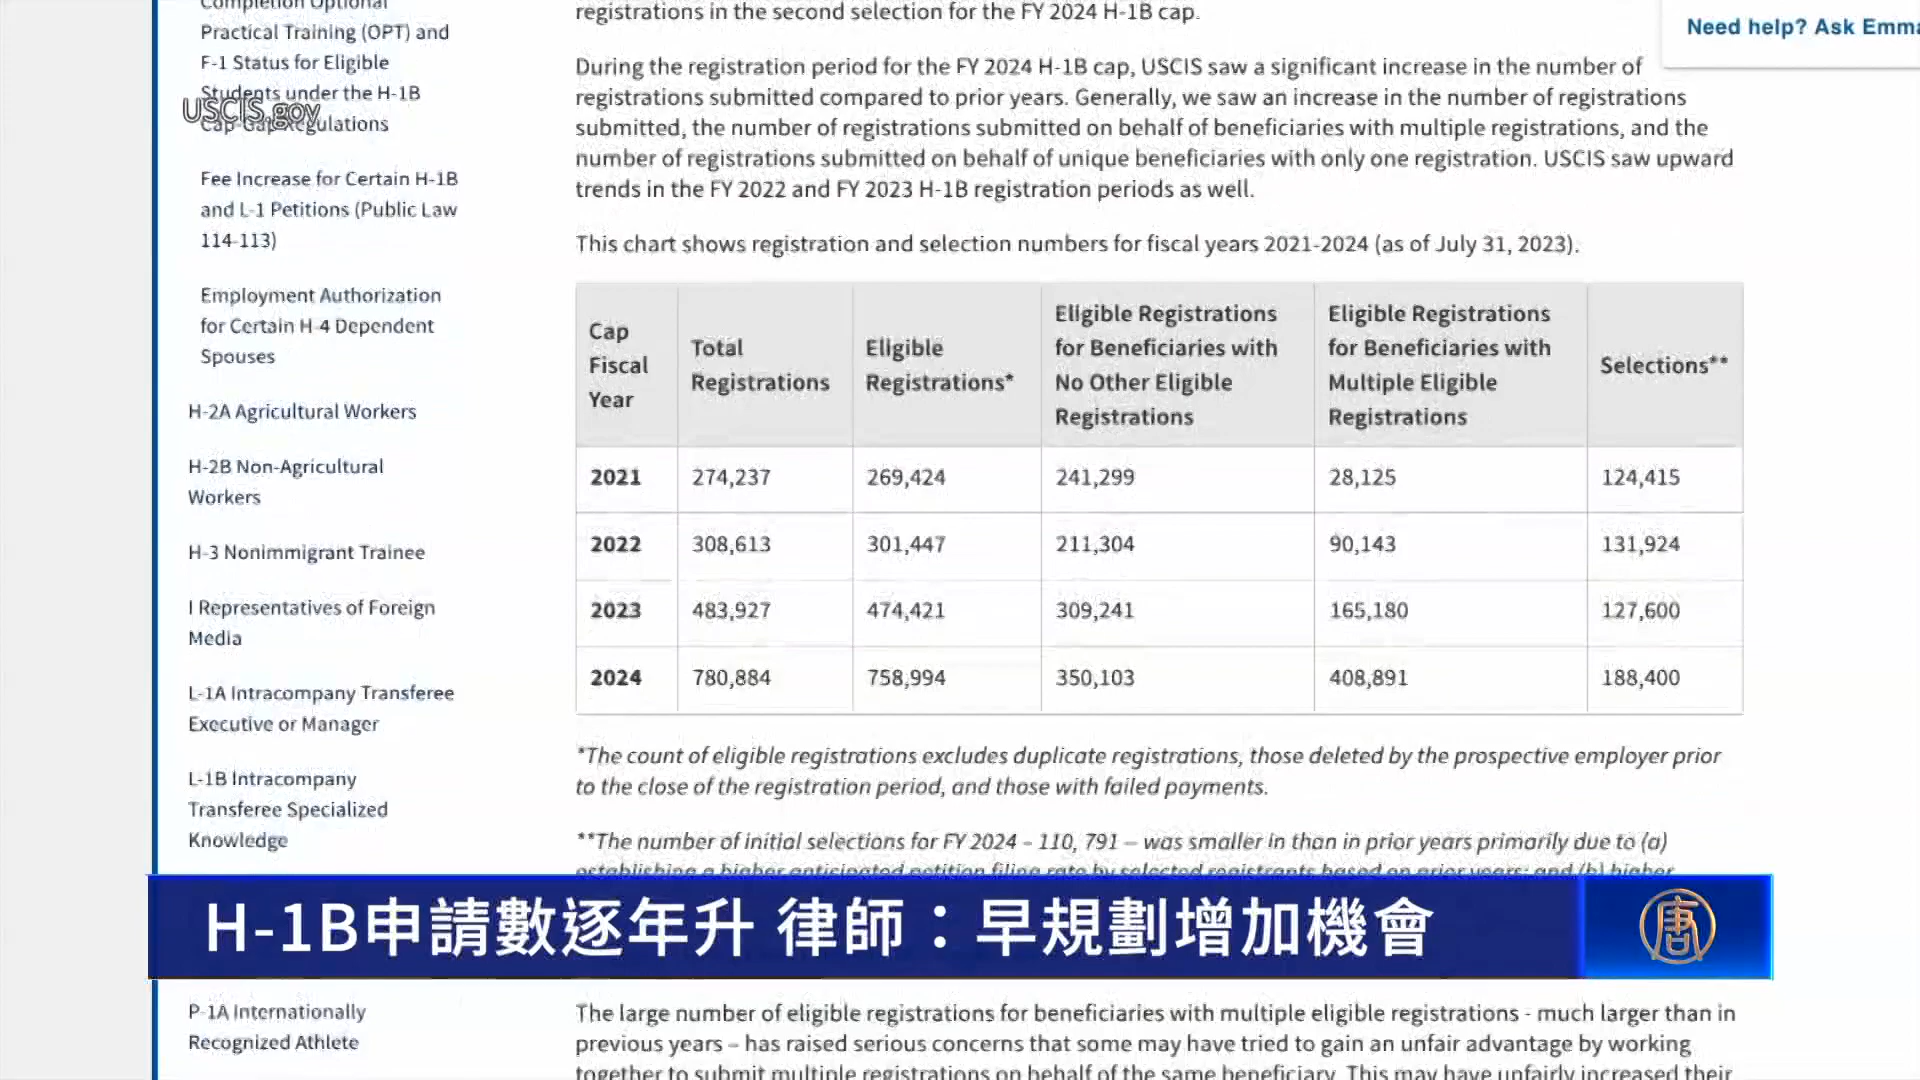 Completion Optional
Practical Training (OPT) and
F-1 Status for Eligible
Students under the H-1B
Cap-Gap Regulations
USCIS.gov
Fee Increase for Certain H-1B
and L-1 Petitions (Public Law
114-113)
Employment Authorization
for Certain H-4 Dependent
Spouses
H-2A Agricultural Workers
H-2B Non-Agricultural
Workers
H-3 Nonimmigrant Trainee
I Representatives of Foreign
Media
L-1A Intracompany Transferee
Executive or Manager
L-1B Intracompany
Transferee Specialized
Knowledge
P-1A Internationally
Recognized Athlete
Need help? Ask Emma
registrations in the second selection for the FY 2024 H-1B cap.
During the registration period for the FY 2024 H-1B cap, USCIS saw a significant increase in the number of
registrations submitted compared to prior years. Generally, we saw an increase in the number of registrations
submitted, the number of registrations submitted on behalf of beneficiaries with multiple registrations, and the
number of registrations submitted on behalf of unique beneficiaries with only one registration. USCIS saw upward
trends in the FY 2022 and FY 2023 H-1B registration periods as well.
This chart shows registration and selection numbers for fiscal years 2021-2024 (as of July 31, 2023).
Cap Fiscal Year Total Registrations Eligible Registrations* Eligible Registrations for Beneficiaries with No Other Eligible Registrations Eligible Registrations for Beneficiaries with Multiple Eligible Registrations Selections**
2021 274,237 269,424 241,299 28,125 124,415
2022 308,613 301,447 211,304 90,143 131,924
2023 483,927 474,421 309,241 165,180 127,600
2024 780,884 758,994 350,103 408,891 188,400
*The count of eligible registrations excludes duplicate registrations, those deleted by the prospective employer prior
to the close of the registration period, and those with failed payments.
**The number of initial selections for FY 2024 - 110, 791 – was smaller in than in prior years primarily due to (a)
establishing a higher anticipated petition filing rate by selected registrants based on prior years; and (b) higher
H-1B申請數逐年升 律師：早規劃增加機會
唐
The large number of eligible registrations for beneficiaries with multiple eligible registrations - much larger than in
previous years – has raised serious concerns that some may have tried to gain an unfair advantage by working
together to submit multiple registrations on behalf of the same beneficiary. This may have unfairly increased their